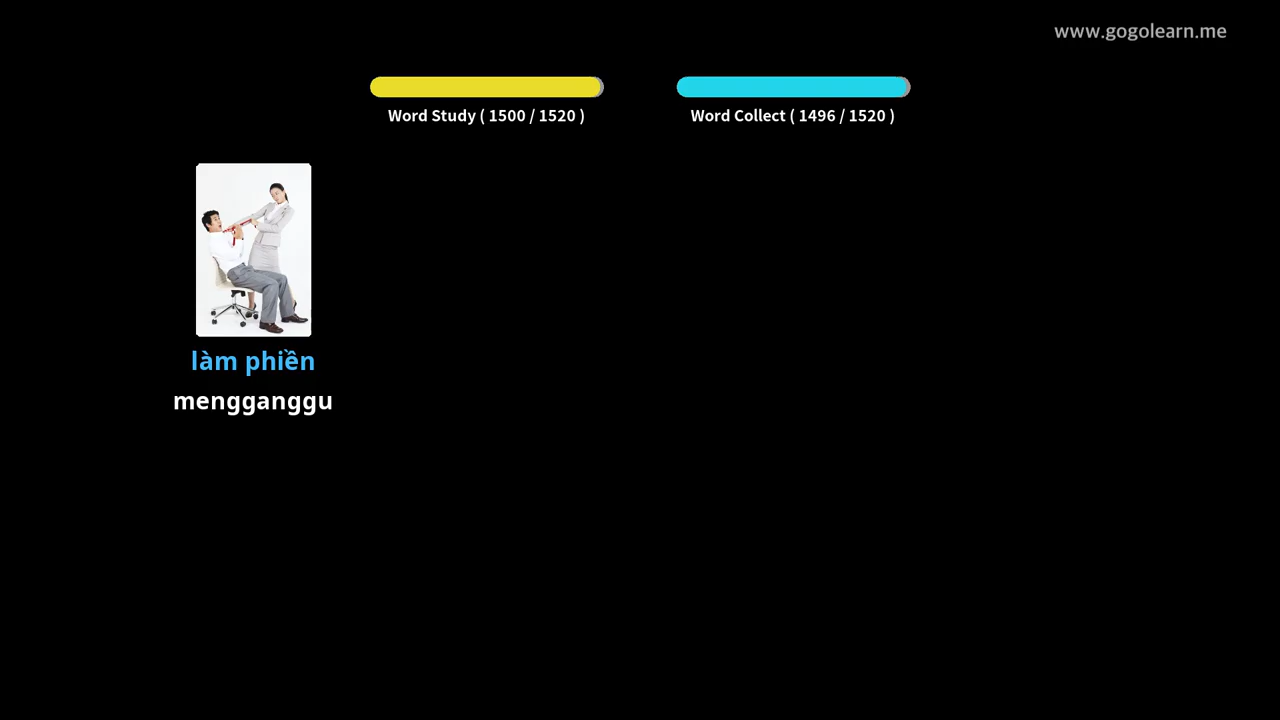 www.gogolearn.me
Word Study ( 1500 / 1520 )
Word Collect ( 1496 / 1520 )
làm phiền
mengganggu